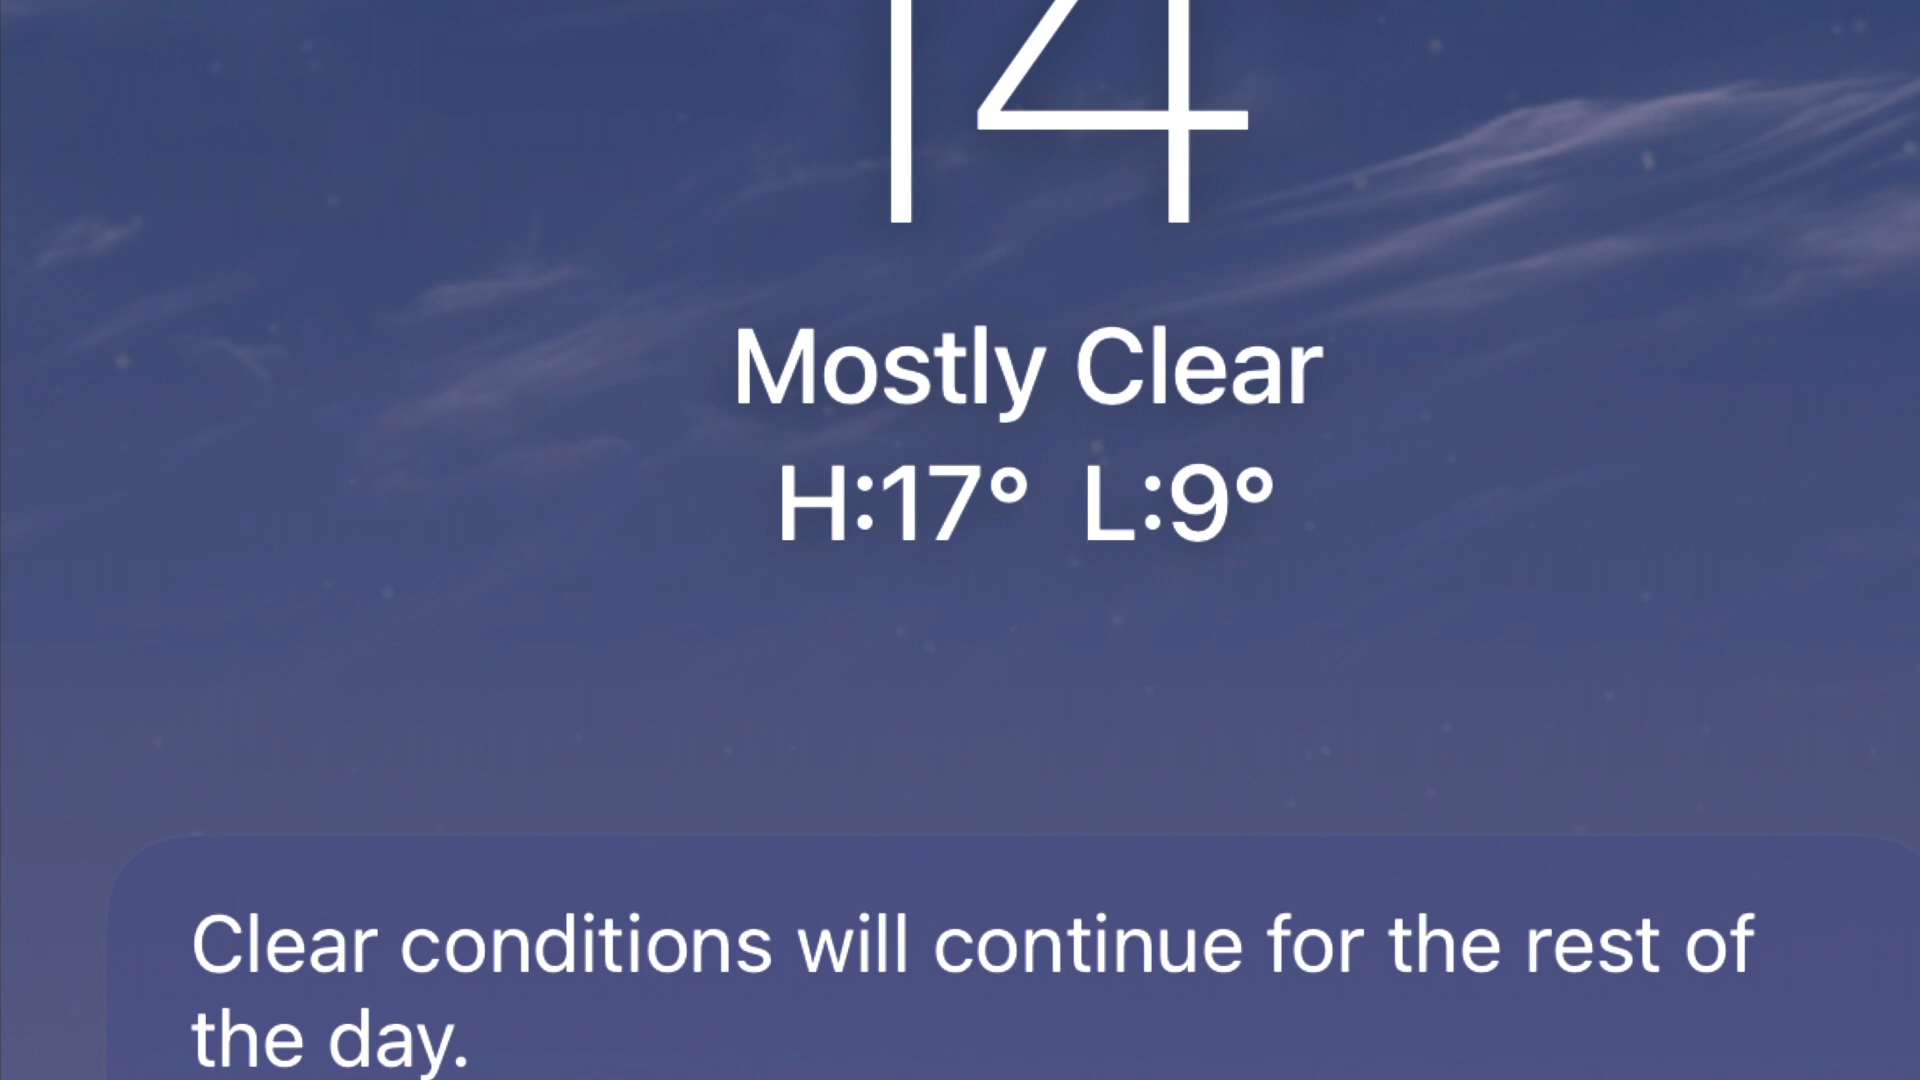 14
Mostly Clear
H:17° L:9°
Clear conditions will continue for the rest of
the day.